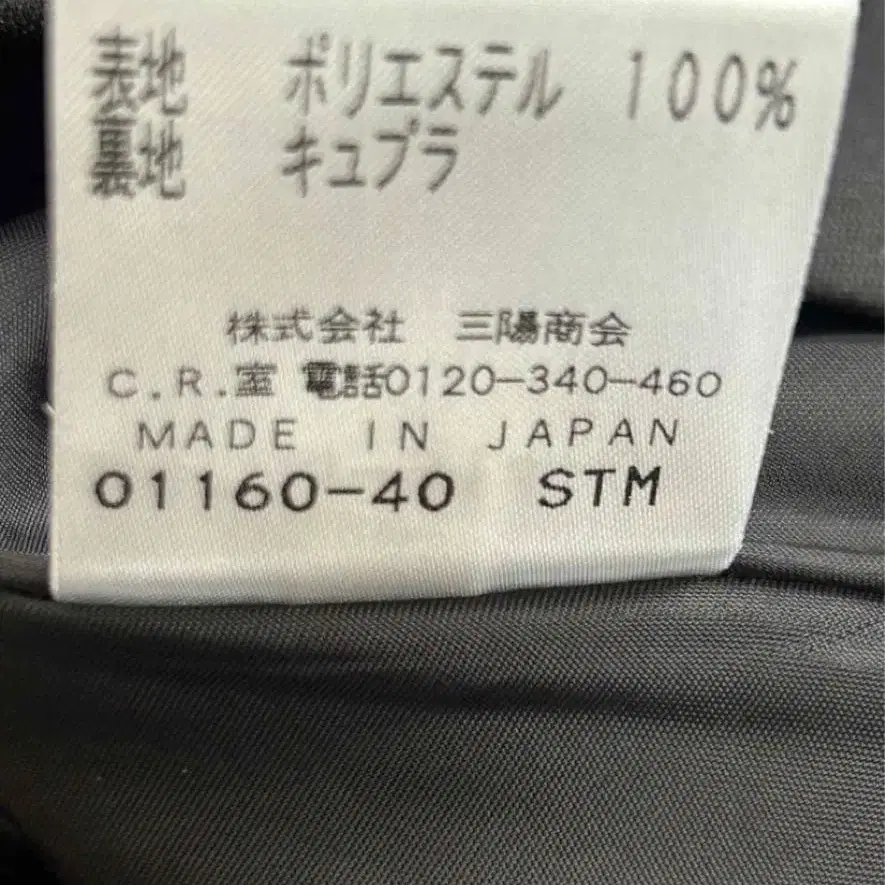 表地 ポリエステル 100%
裏地 キュプラ
株式会社 三陽商会
C.R.室 電話0120-340-460
MADE IN JAPAN
01160-40 STM